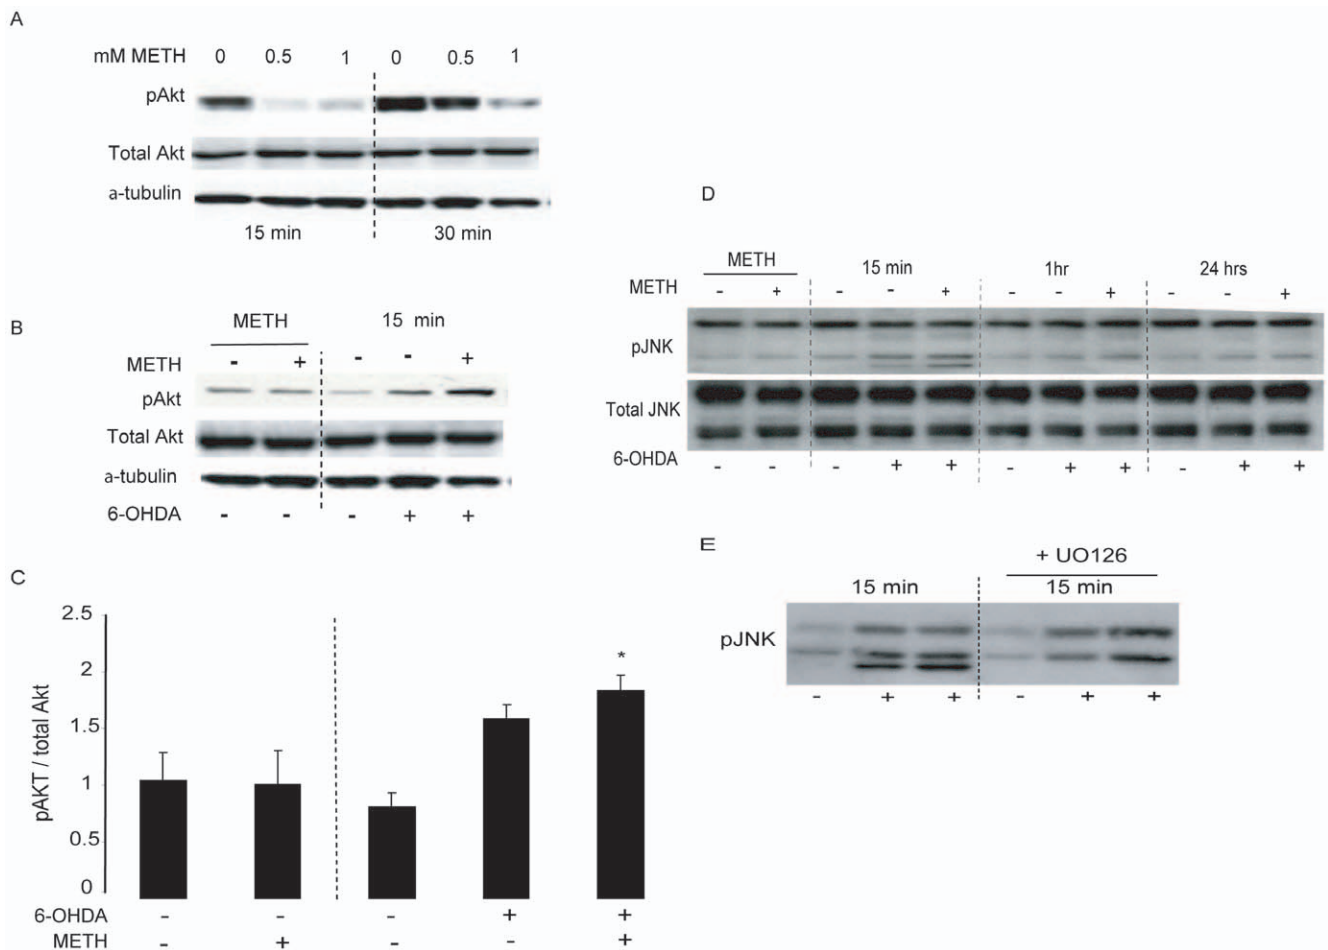 A
mM METH 0 0.5 1 0 0.5 1
pAkt
Total Akt
a-tubulin
15 min 30 min
B
METH 15 min
METH - + - - +
pAkt
Total Akt
a-tubulin
6-OHDA - - - + +
C
2.5
2
1.5
1
0.5
0
pAKT / total Akt
*
6-OHDA - - - + +
METH - + - - +
D
METH 15 min 1hr 24 hrs
METH - + - - + - - + - - +
pJNK
Total JNK
6-OHDA - - - + + - + + - + +
E
+ UO126
15 min 15 min
pJNK
- + + - + +